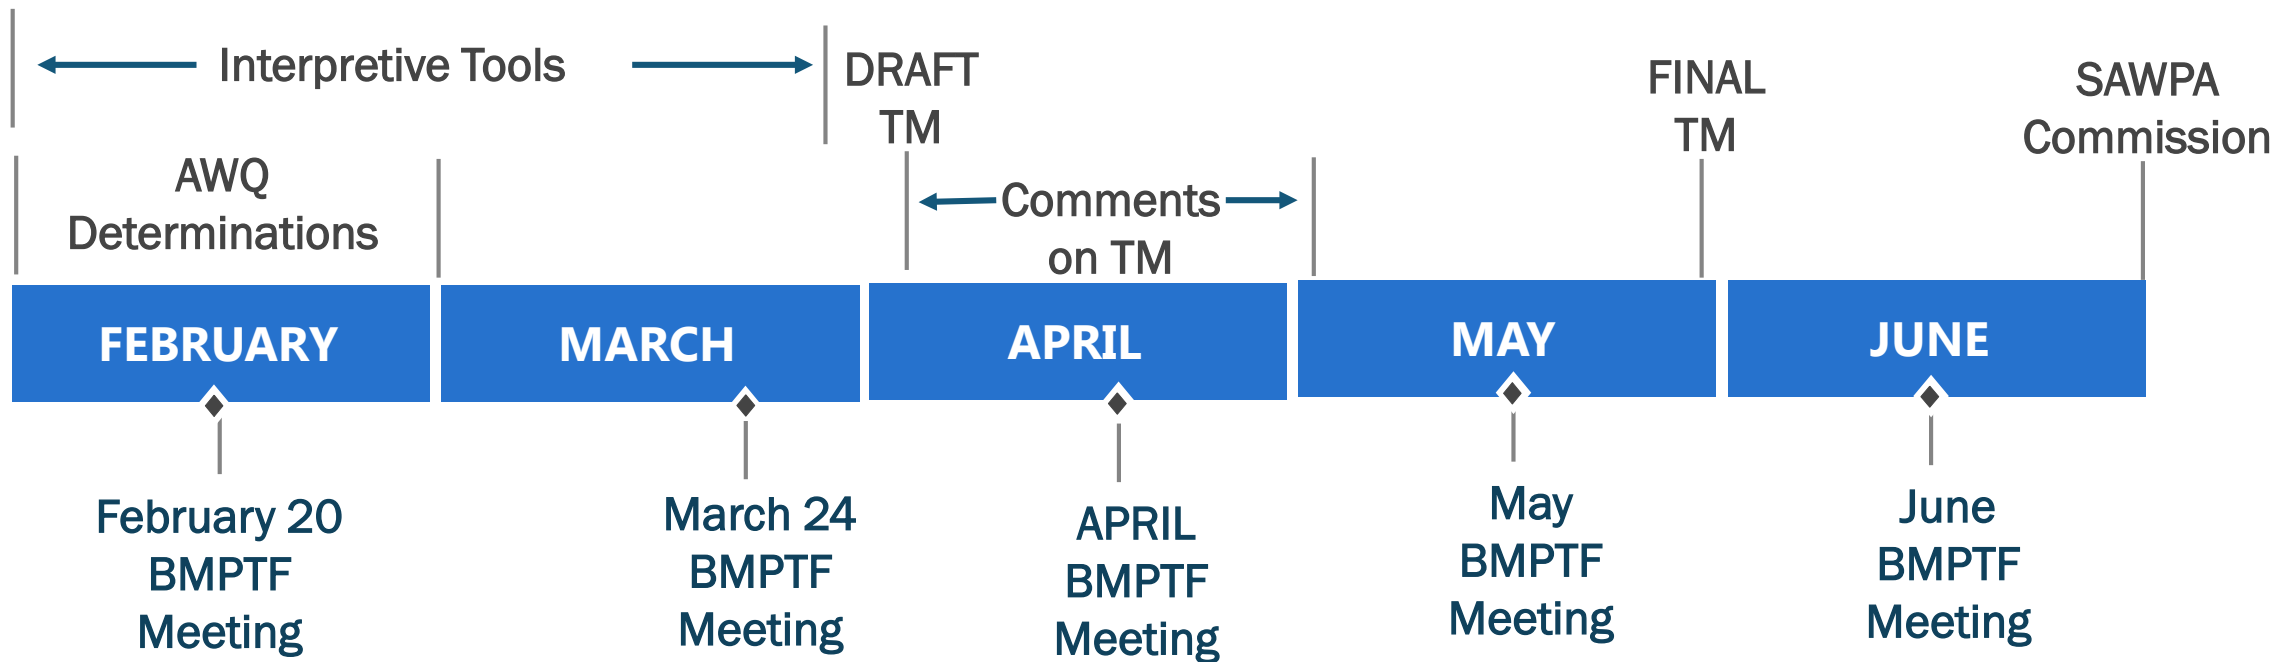 Interpretive Tools
DRAFT
TM
FINAL
TM
SAWPA
Commission
AWQ
Determinations
Comments
on TM
FEBRUARY
MARCH
APRIL
MAY
JUNE
February 20
BMPTF
Meeting
March 24
BMPTF
Meeting
APRIL
BMPTF
Meeting
May
BMPTF
Meeting
June
BMPTF
Meeting